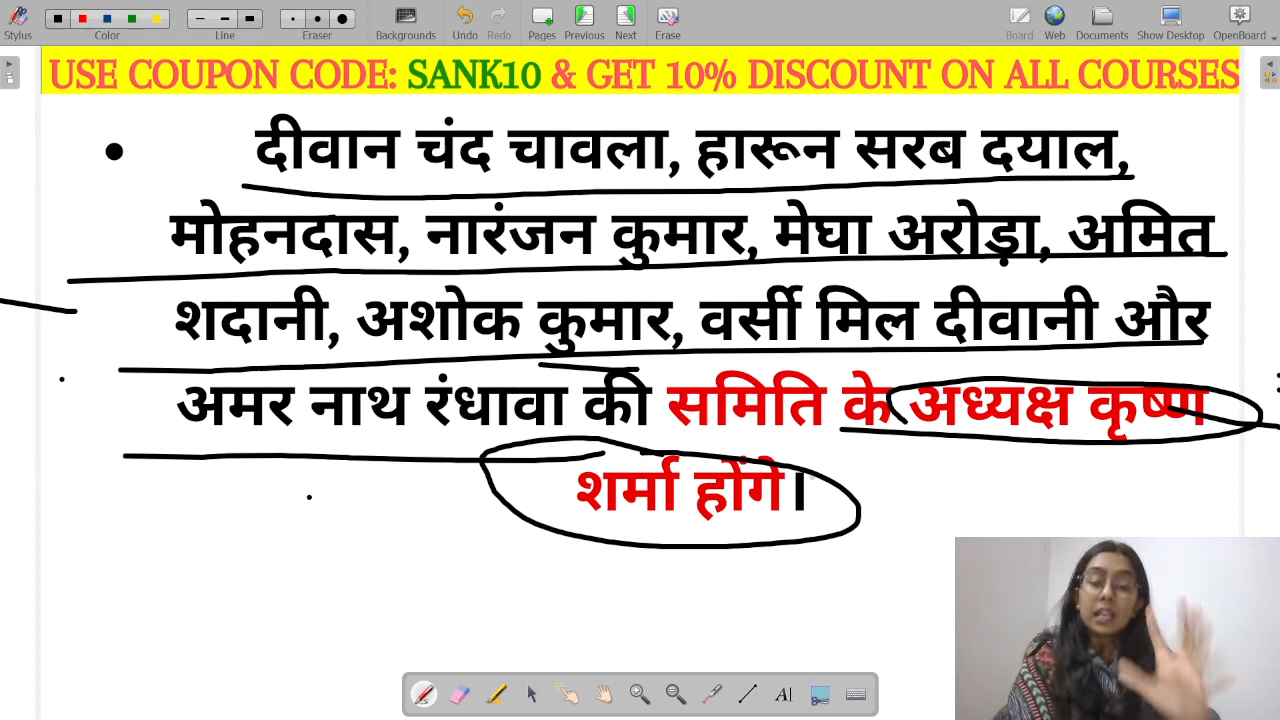 Stylus
Color
Line
Eraser
Backgrounds
Undo
Redo
Pages
Previous
Next
Erase
Board
Web
Documents
Show Desktop
OpenBoard
USE COUPON CODE: SANK10 & GET 10% DISCOUNT ON ALL COURSES
• दीवान चंद चावला, हारून सरब दयाल,
मोहनदास, नारंजन कुमार, मेघा अरोड़ा, अमित
शदानी, अशोक कुमार, वर्सी मिल दीवानी और
अमर नाथ रंधावा की समिति के अध्यक्ष कृष्ण
शर्मा होंगे।